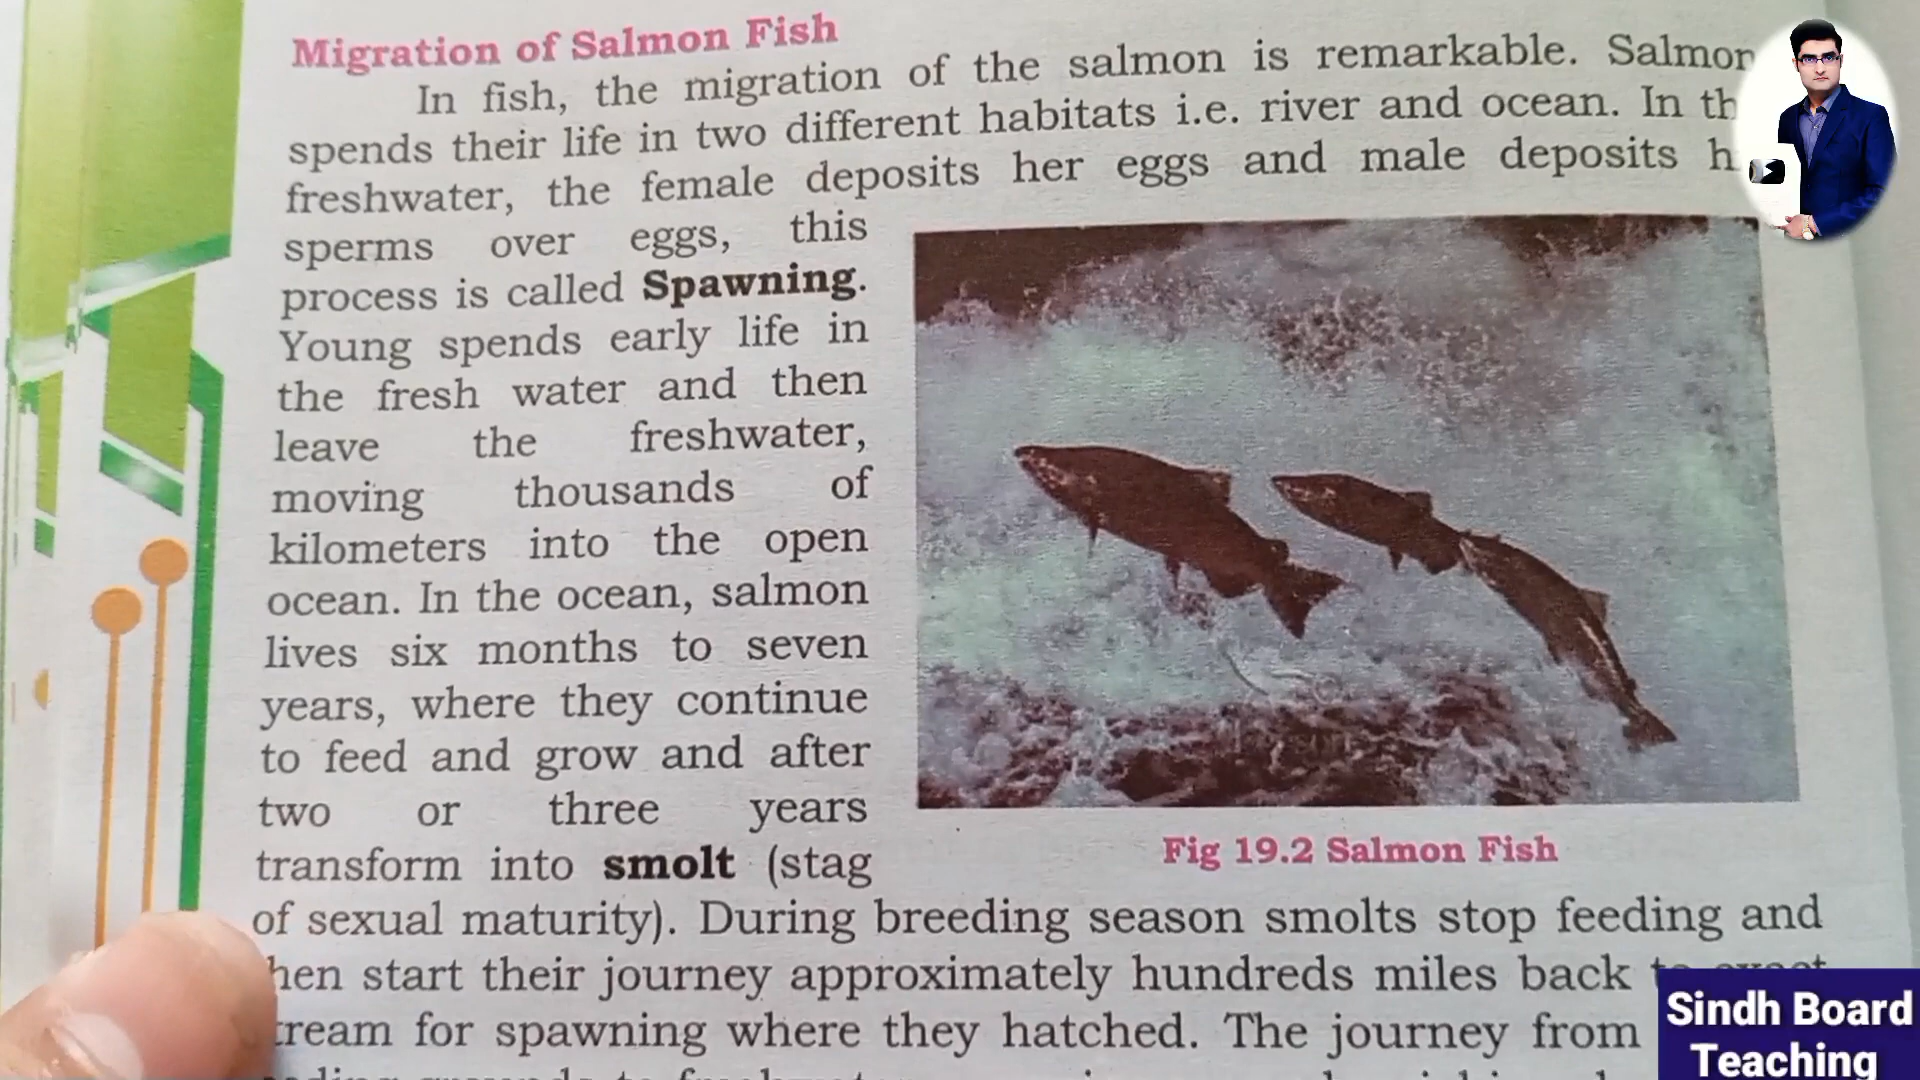 Migration of Salmon Fish
In fish, the migration of the salmon is remarkable. Salmon
spends their life in two different habitats i.e. river and ocean. In
freshwater, the female deposits her eggs and male deposits
sperms over eggs, this
process is called Spawning.
Young spends early life in
the fresh water and then
leave the freshwater,
moving thousands of
kilometers into the open
ocean. In the ocean, salmon
lives six months to seven
years, where they continue
to feed and grow and after
two or three years
transform into smolt (stag
of sexual maturity). During breeding season smolts stop feeding and
start their journey approximately hundreds miles back
for spawning where they hatched. The journey from
Fig 19.2 Salmon Fish
Sindh Board
Teaching